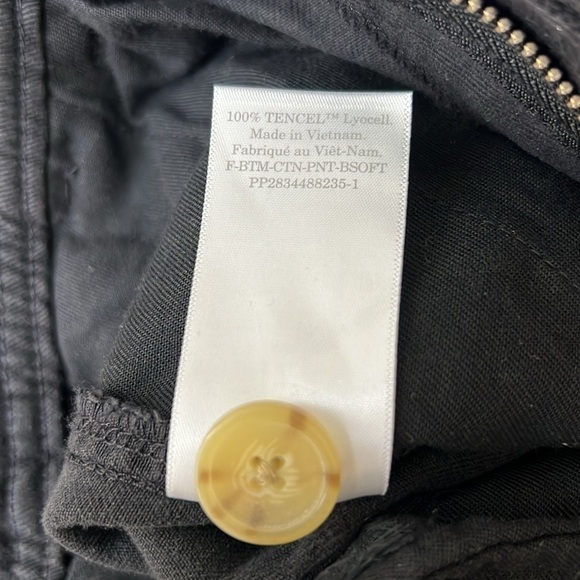 100% TENCEL™ Lyocell.
Made in Vietnam.
Fabriqué au Viêt-Nam.
F-BTM-CTN-PNT-BSOFT
PP2834488235-1